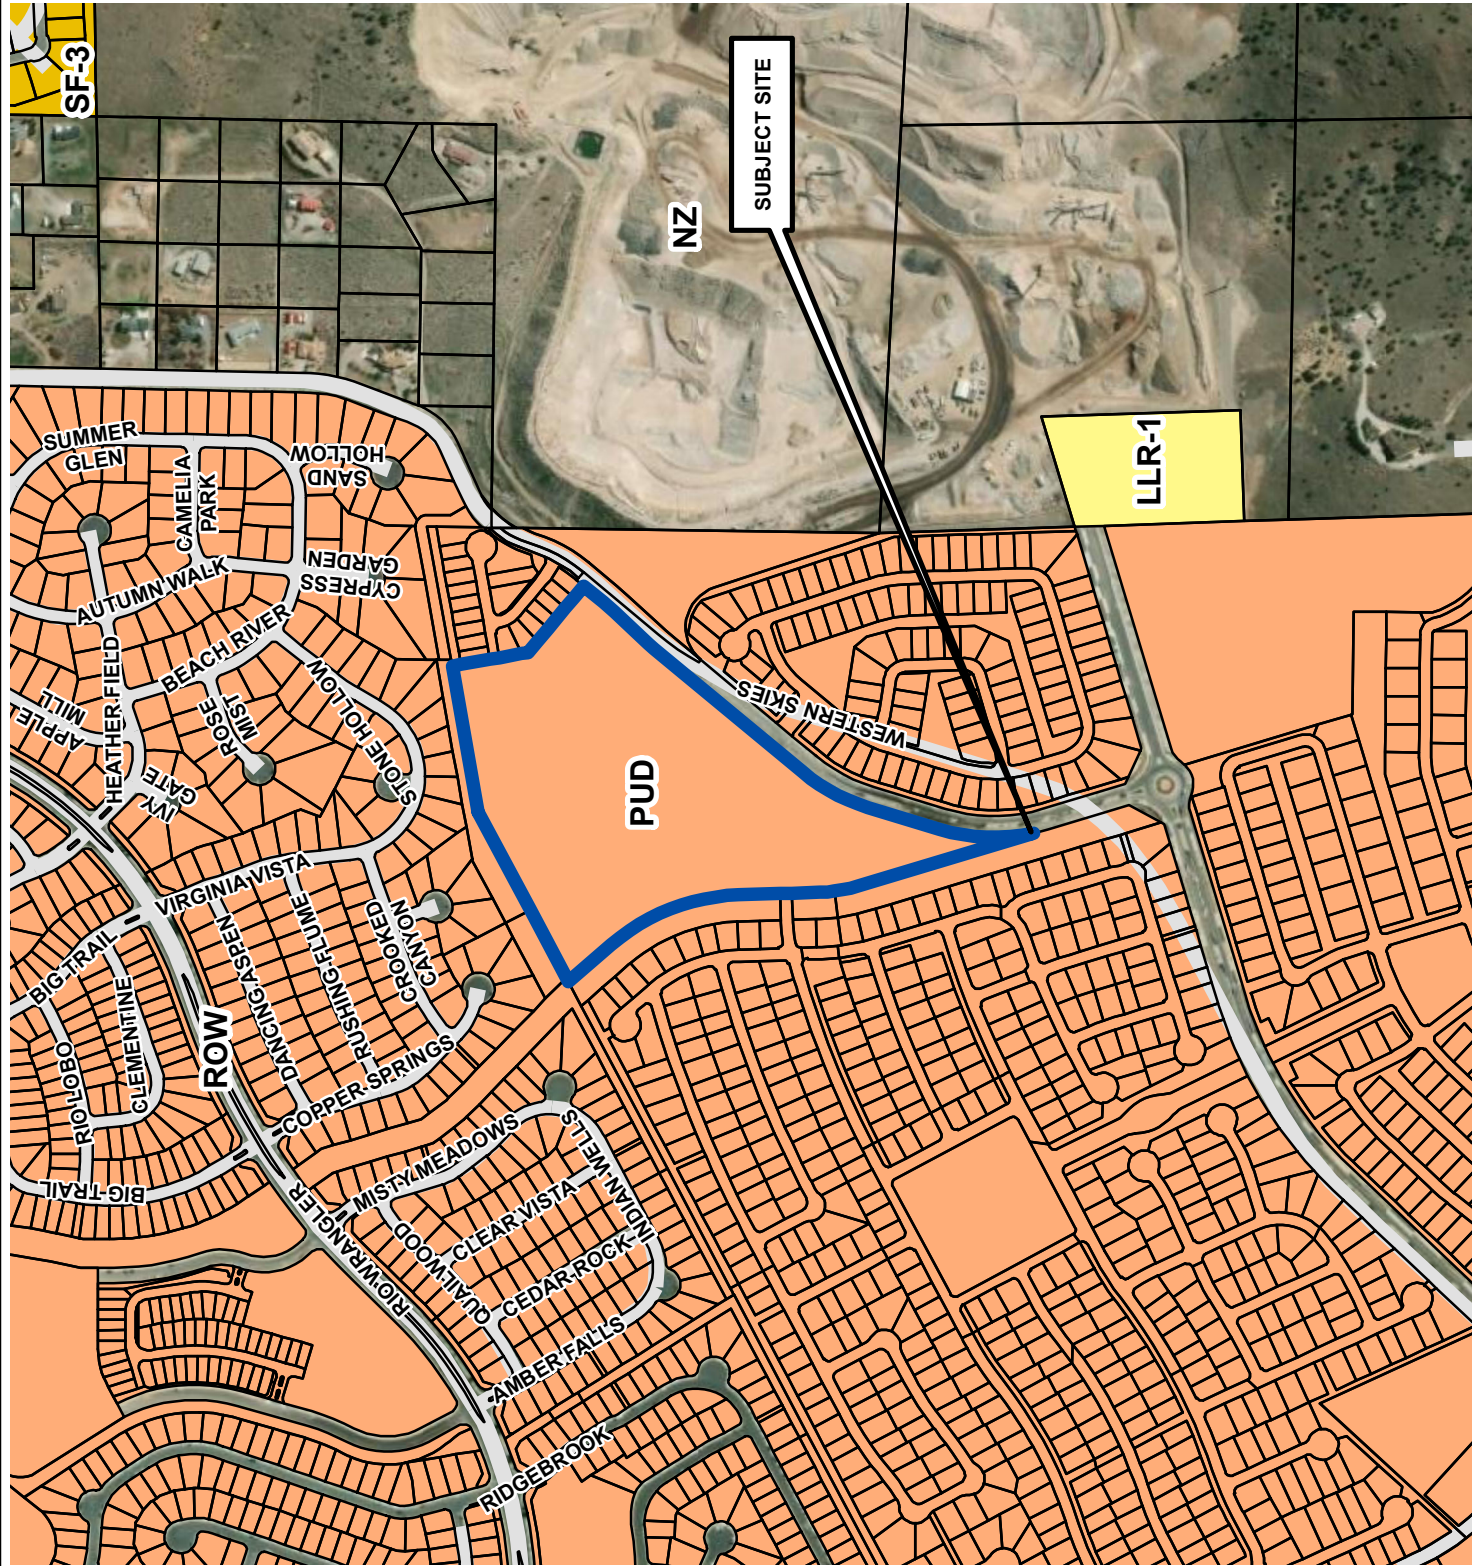 SF-3
SUBJECT SITE
NZ
SUMMER
GLEN
CAMELIA
PARK
SAND
HOLLOW
LLR-1
AUTUMN WALK
CYPRESS
GARDEN
HEATHER FIELD
BEACH RIVER
APPLE
MILL
ROSE
MIST
STONE HOLLOW
WESTERN SKIES
IVY
GATE
PUD
VIRGINIA VISTA
BIG TRAIL
DANCING ASPEN
RUSHING FLUME
CROOKED
CANYON
CLEMENTINE
ROW
RIO LOBO
COPPER SPRINGS
BIG TRAIL
MISTY MEADOWS
INDIAN WELLS
RIO WRANGLER
QUAIL WOOD
CLEAR VISTA
CEDAR ROCK
AMBER FALLS
RIDGEBROOK